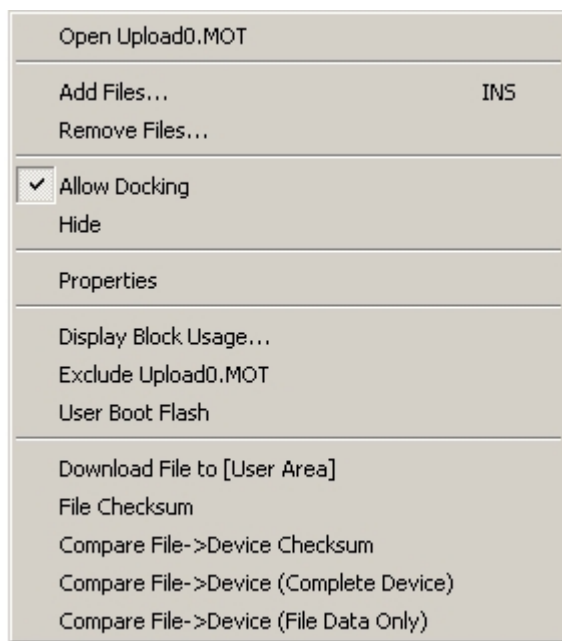 Open Upload0.MOT
Add Files... INS
Remove Files...
Allow Docking
Hide
Properties
Display Block Usage...
Exclude Upload0.MOT
User Boot Flash
Download File to [User Area]
File Checksum
Compare File->Device Checksum
Compare File->Device (Complete Device)
Compare File->Device (File Data Only)